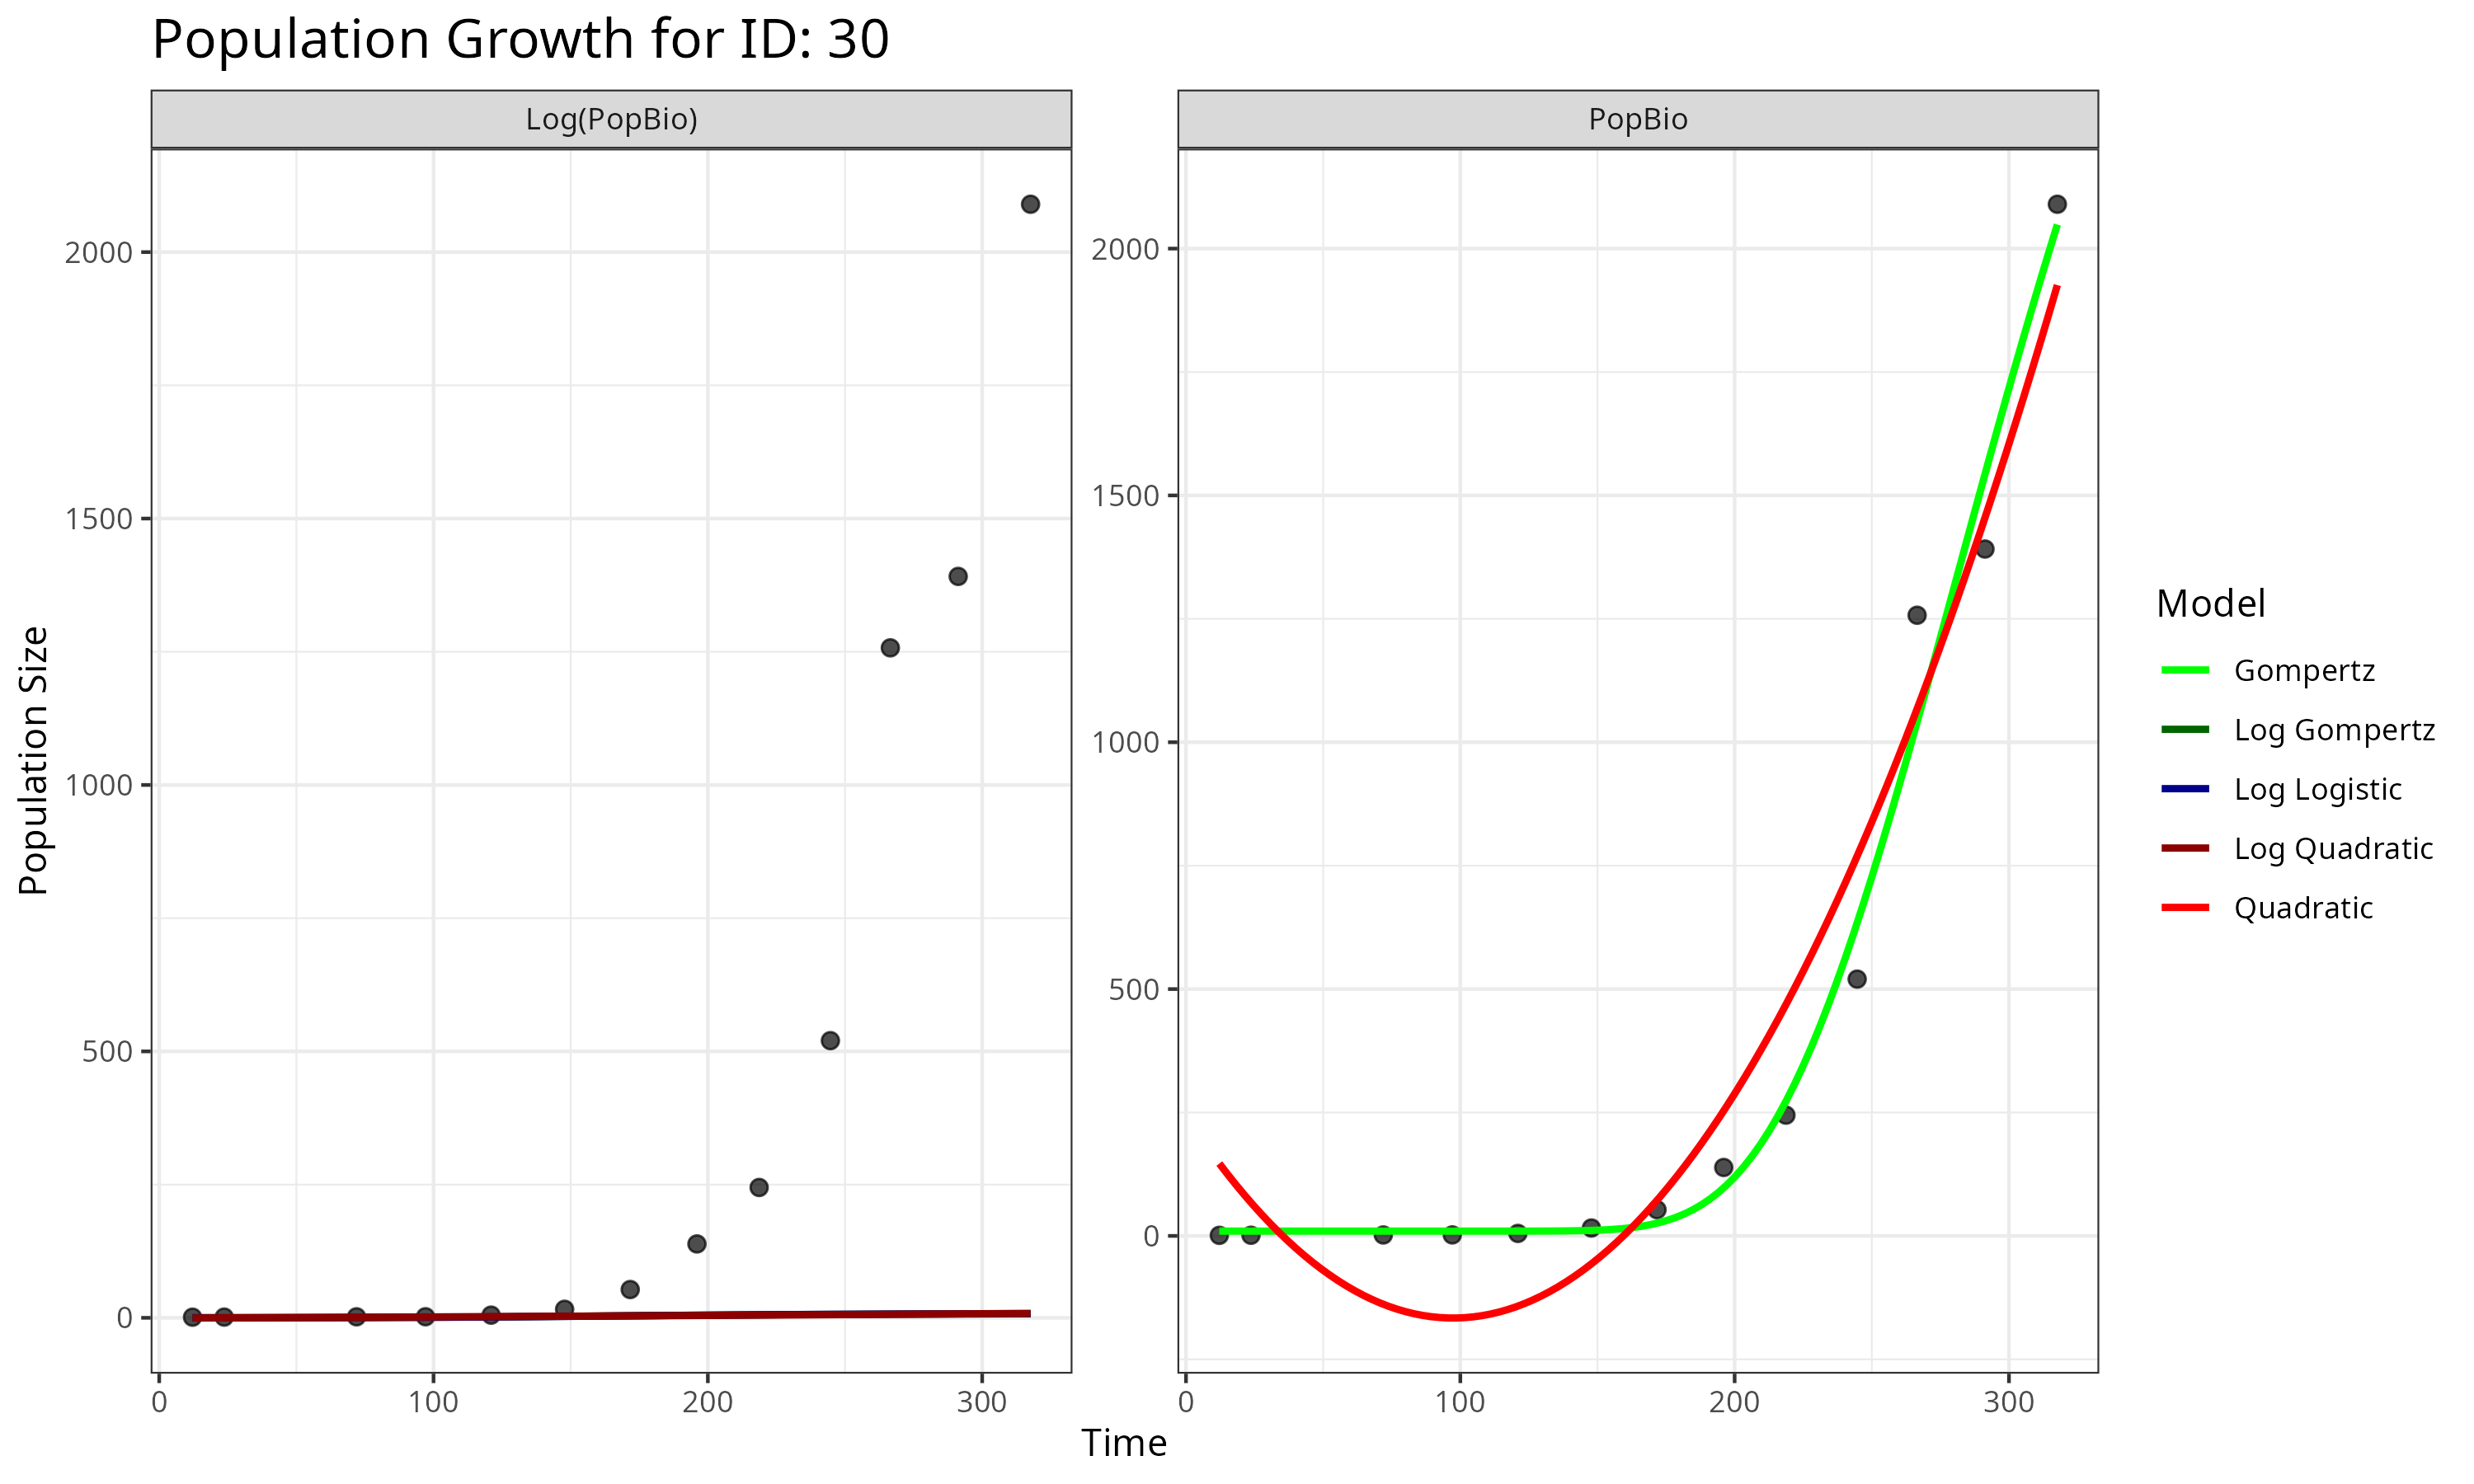 Population Growth for ID: 30
Log(PopBio)
PopBio
Population Size
2000
1500
1000
500
0
0 100 200 300
2000
1500
1000
500
0
0 100 200 300
Time
Model
Gompertz
Log Gompertz
Log Logistic
Log Quadratic
Quadratic